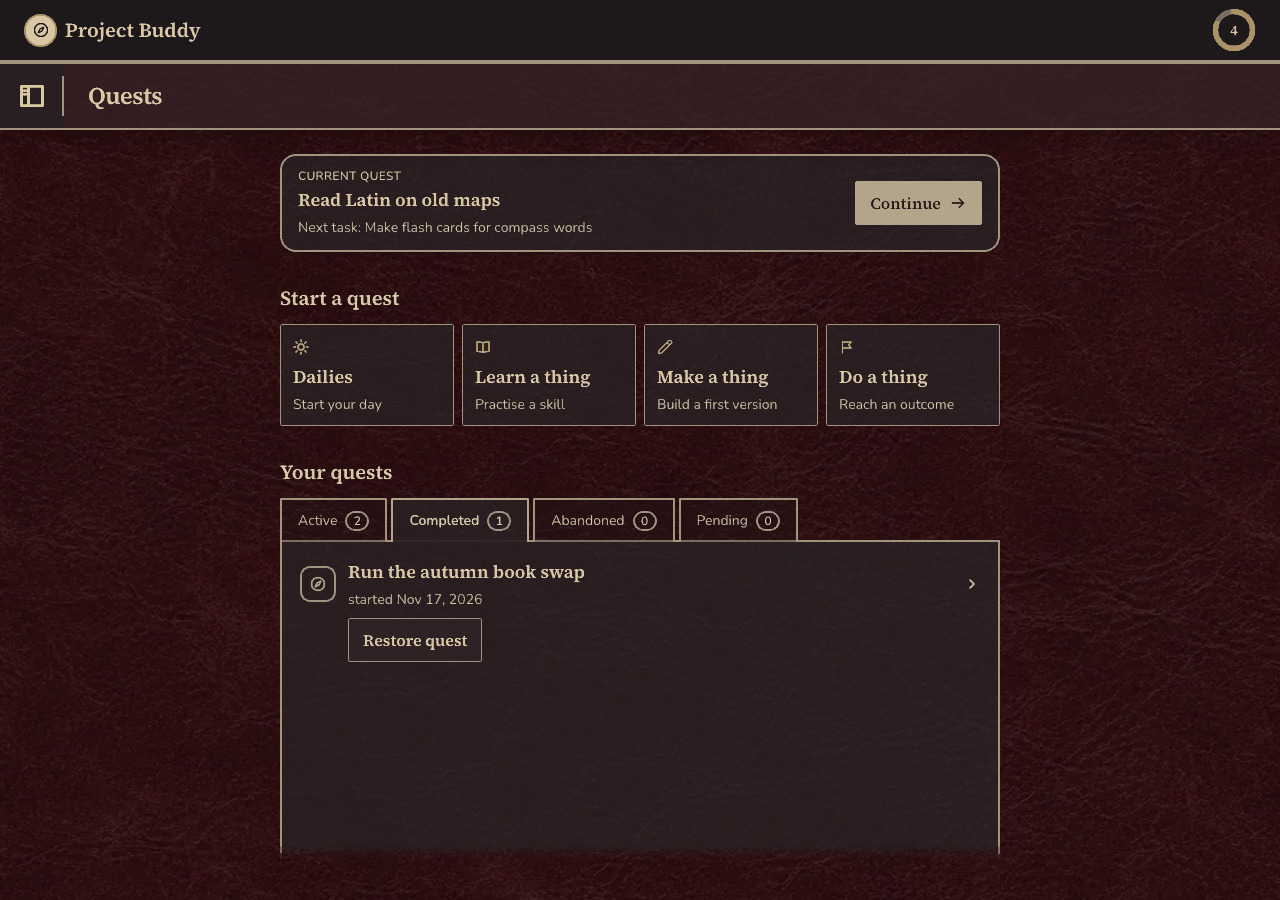 Project Buddy
4
Quests
CURRENT QUEST
Read Latin on old maps
Next task: Make flash cards for compass words
Continue
Start a quest
Dailies
Start your day
Learn a thing
Practise a skill
Make a thing
Build a first version
Do a thing
Reach an outcome
Your quests
Active 2
Completed 1
Abandoned 0
Pending 0
Run the autumn book swap
started Nov 17, 2026
Restore quest